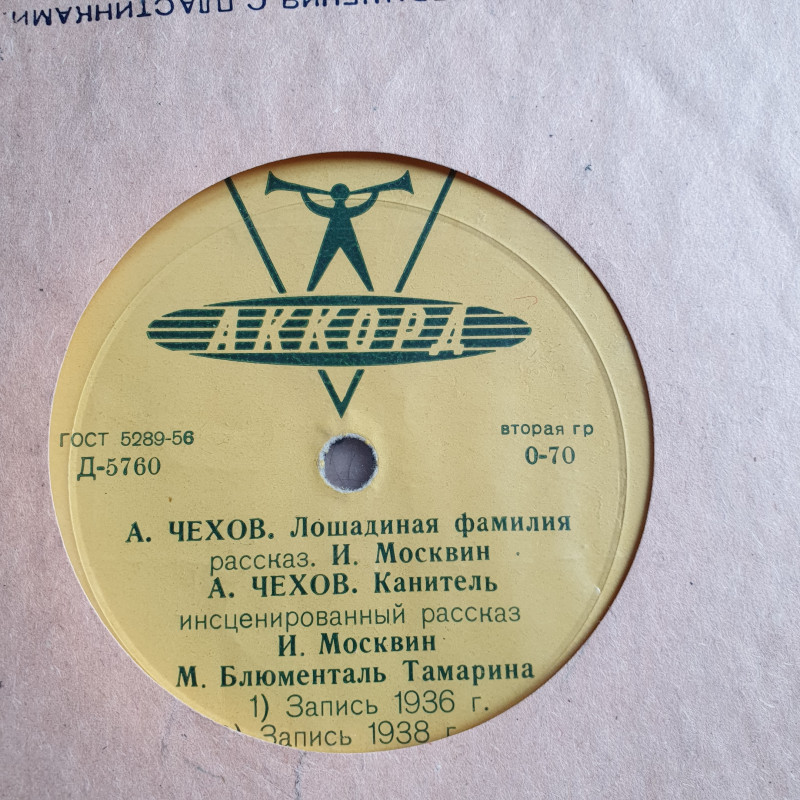 С ПЛАСТИНКАМИ
АККОРД
ГОСТ 5289-56
Д-5760
вторая гр
0-70
А. ЧЕХОВ. Лошадиная фамилия
рассказ. И. Москвин
А. ЧЕХОВ. Канитель
инсценированный рассказ
И. Москвин
М. Блюменталь Тамарина
1) Запись 1936 г.
Запись 1938 г